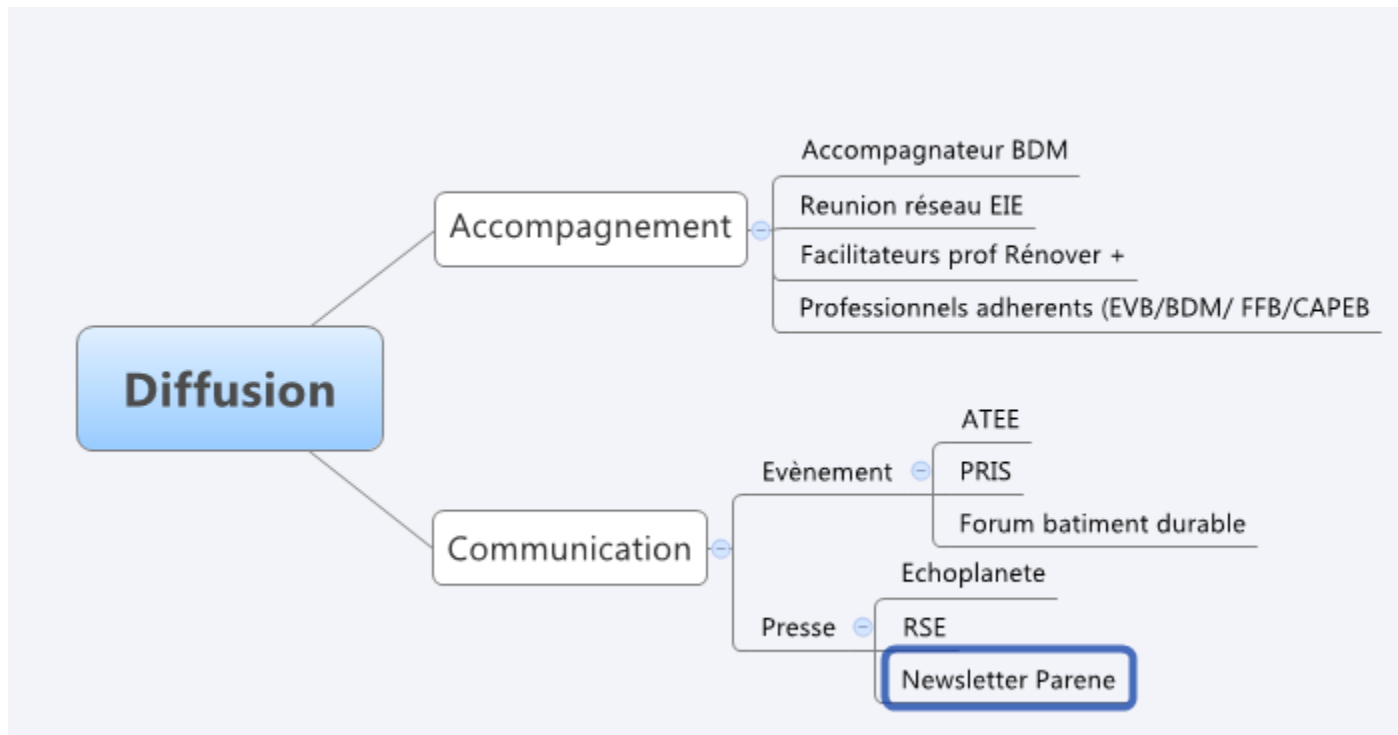 Accompagnateur BDM
Accompagnement
Reunion réseau EIE
Facilitateurs prof Rénover +
Professionnels adherents (EVB/BDM/ FFB/CAPEB
Diffusion
Communication
Evènement
ATEE
PRIS
Forum batiment durable
Presse
Echoplanete
RSE
Newsletter Parene